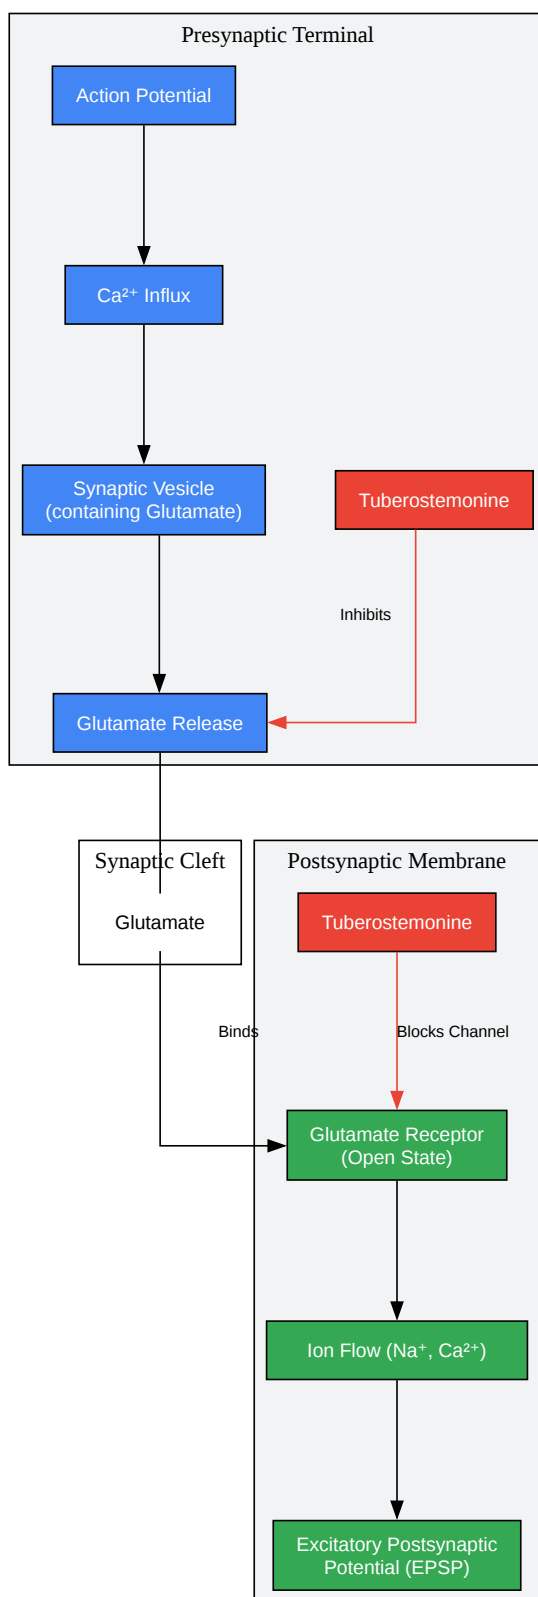 Presynaptic Terminal
Action Potential
Ca²⁺ Influx
Synaptic Vesicle
(containing Glutamate)
Tuberostemonine
Inhibits
Glutamate Release
Synaptic Cleft
Glutamate
Postsynaptic Membrane
Tuberostemonine
Binds
Blocks Channel
Glutamate Receptor
(Open State)
Ion Flow (Na⁺, Ca²⁺)
Excitatory Postsynaptic
Potential (EPSP)